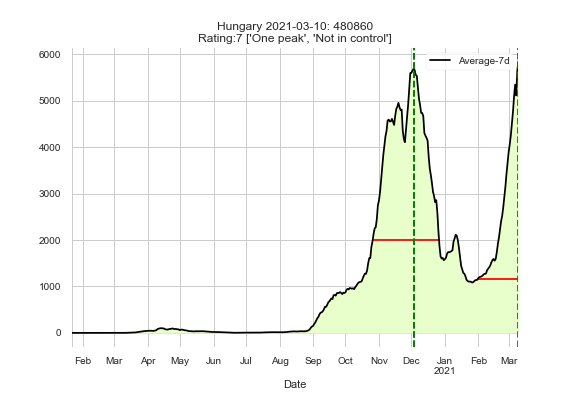 Hungary 2021-03-10: 480860
Rating:7 ['One peak', 'Not in control']
Average-7d
6000
5000
4000
3000
2000
1000
0
Feb Mar Apr May Jun Jul Aug Sep Oct Nov Dec Jan Feb Mar
2021
Date